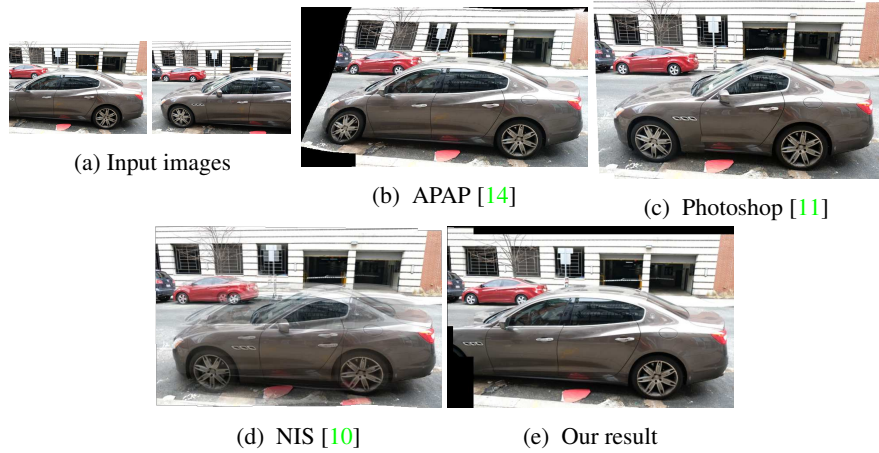 (a) Input images
(b) APAP [14]
(c) Photoshop [11]
(d) NIS [10]
(e) Our result